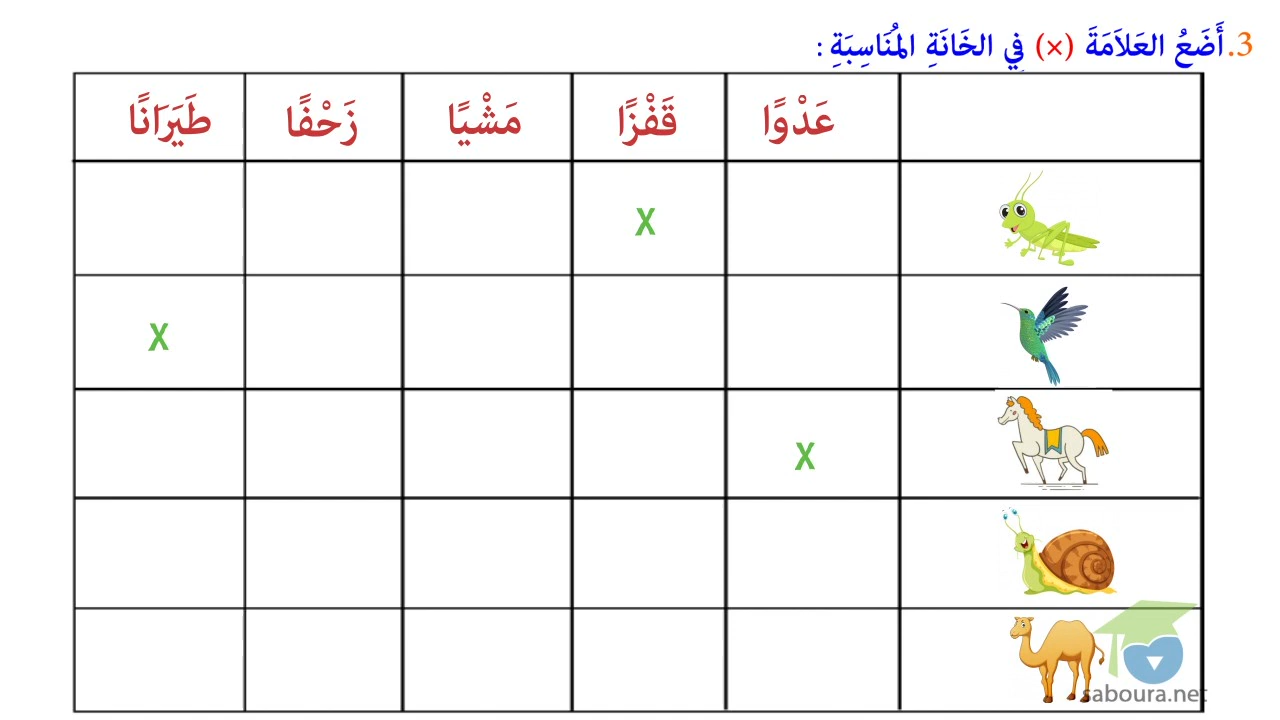 3. أَضَعُ العَلاَمَةَ (×) فِي الخَانَةِ المُنَاسِبَةِ :
عَدْوًا قَفْزًا مَشْيًا زَحْفًا طَيَرَانًا
X
X
X
saboura.net